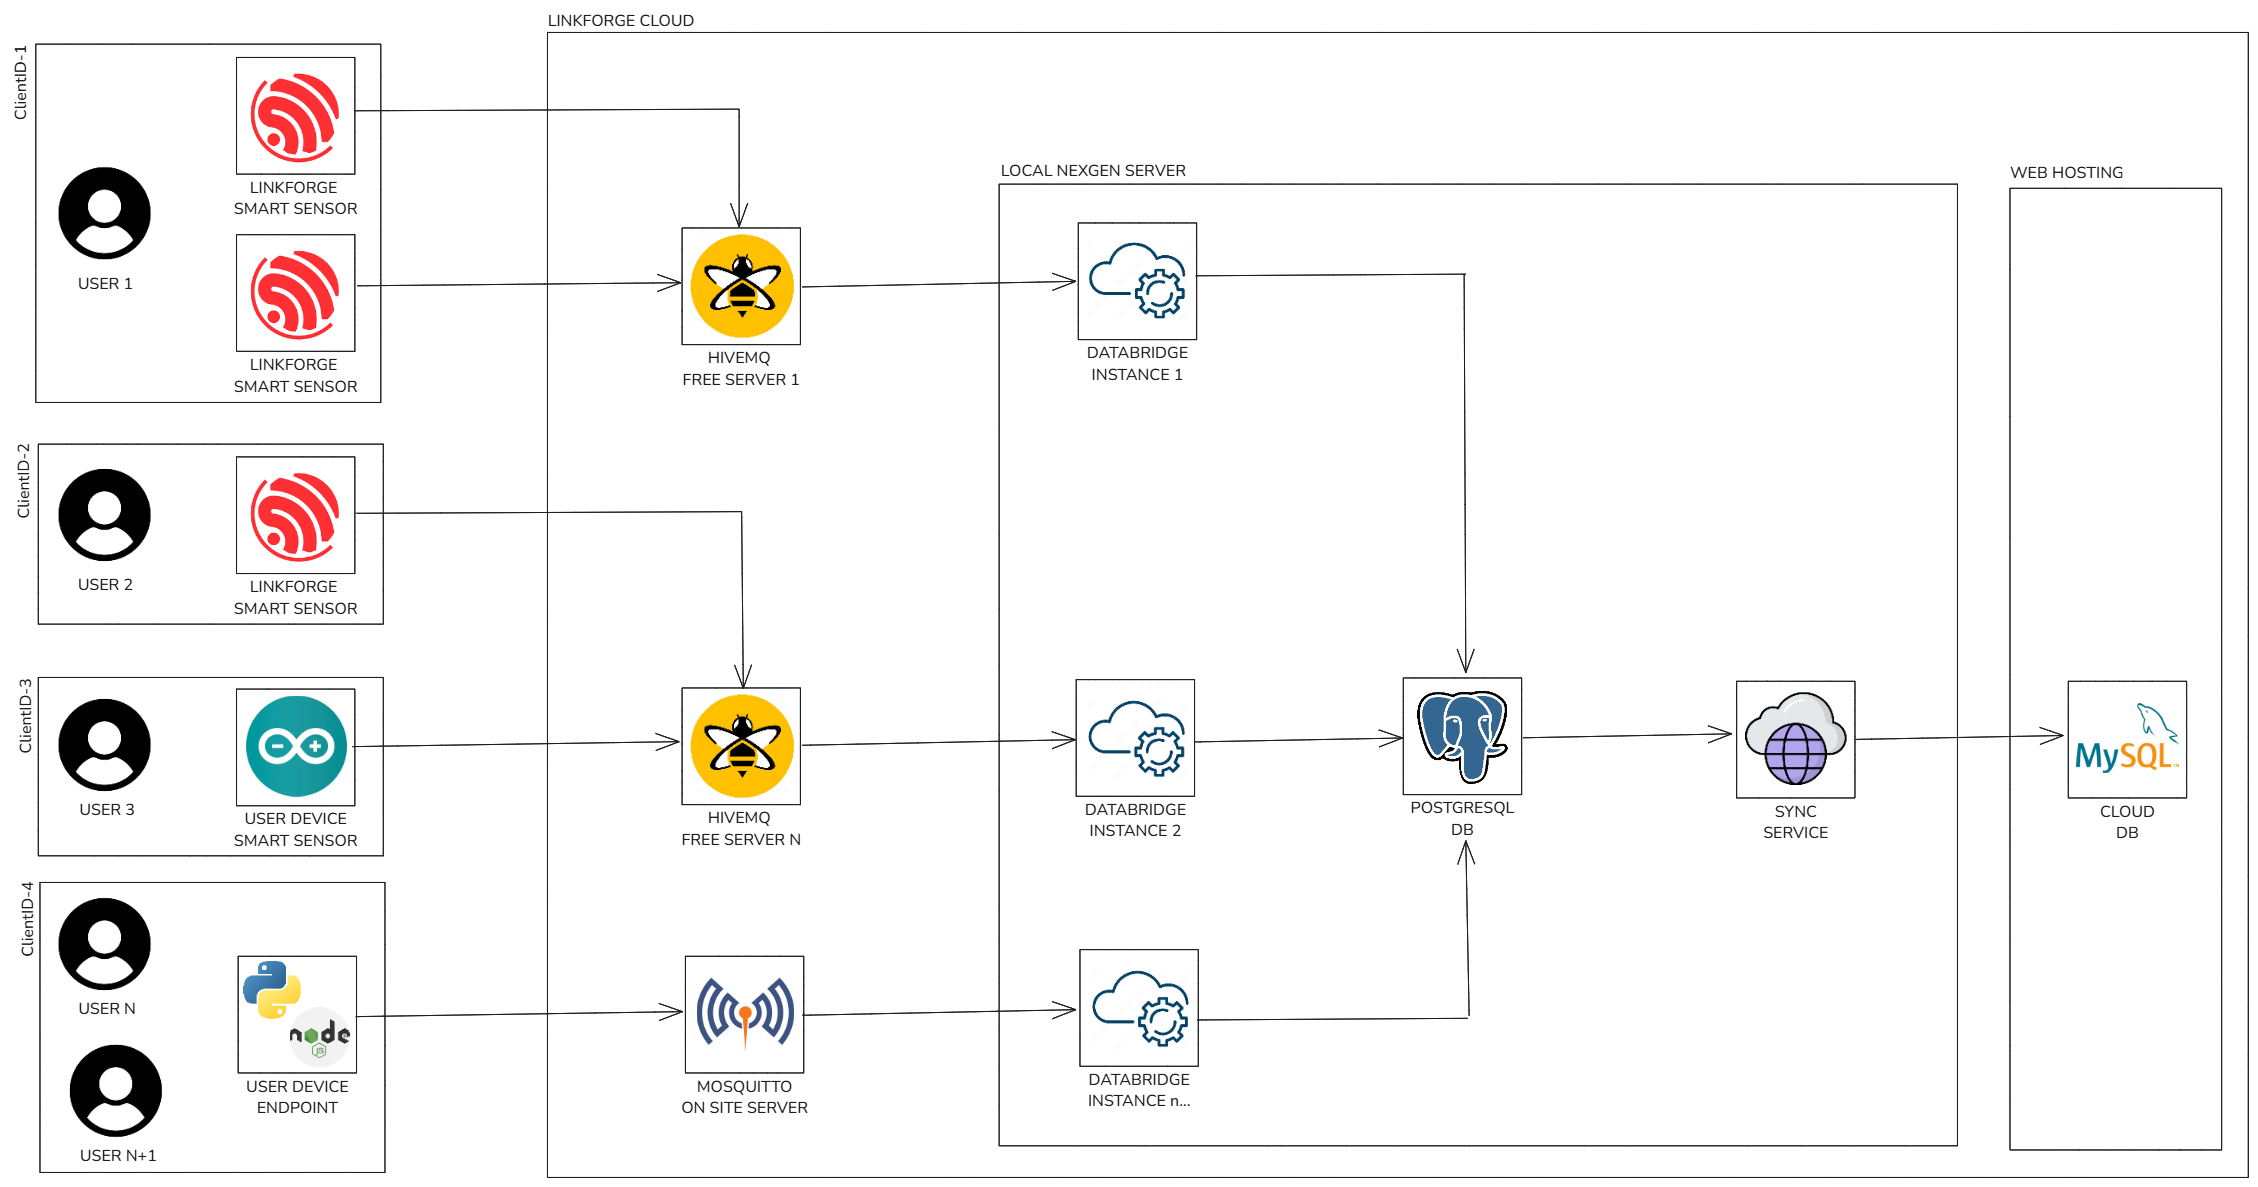 LINKFORGE CLOUD
ClientID-1
USER 1
LINKFORGE
SMART SENSOR
LINKFORGE
SMART SENSOR
ClientID-2
USER 2
LINKFORGE
SMART SENSOR
ClientID-3
USER 3
USER DEVICE
SMART SENSOR
ClientID-4
USER N
USER N+1
node
JS
USER DEVICE
ENDPOINT
HIVEMQ
FREE SERVER 1
HIVEMQ
FREE SERVER N
MOSQUITTO
ON SITE SERVER
LOCAL NEXGEN SERVER
DATABRIDGE
INSTANCE 1
DATABRIDGE
INSTANCE 2
DATABRIDGE
INSTANCE n...
POSTGRESQL
DB
SYNC
SERVICE
WEB HOSTING
MySQL™
CLOUD
DB